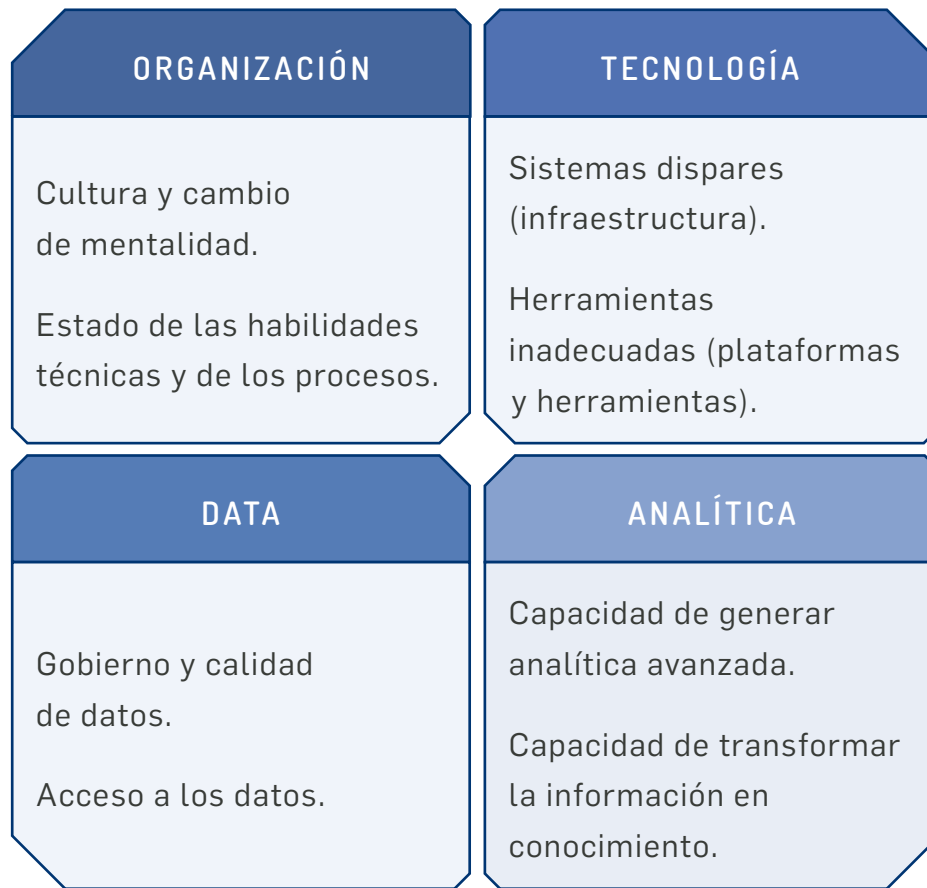 ORGANIZACIÓN
Cultura y cambio
de mentalidad.
Estado de las habilidades
técnicas y de los procesos.
TECNOLOGÍA
Sistemas dispares
(infraestructura).
Herramientas
inadecuadas (plataformas
y herramientas).
DATA
Gobierno y calidad
de datos.
Acceso a los datos.
ANALÍTICA
Capacidad de generar
analítica avanzada.
Capacidad de transformar
la información en
conocimiento.